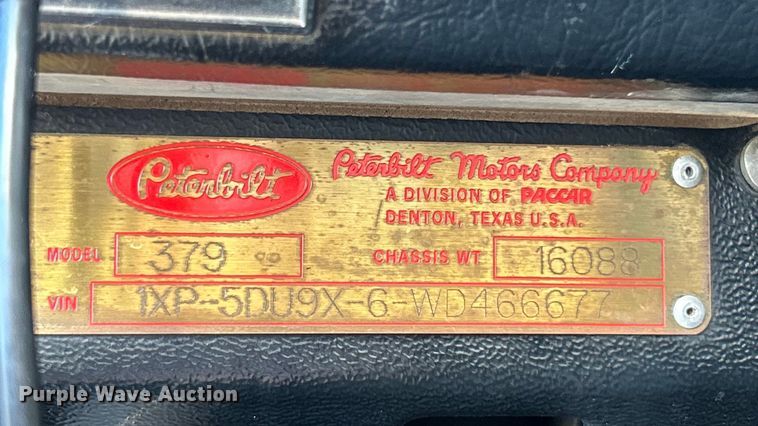 Peterbilt
Peterbilt Motors Company
A DIVISION OF PACCAR
DENTON, TEXAS U.S.A.
MODEL 379 CHASSIS WT 16088
VIN 1XP-5DU9X-6-WD466677
Purple Wave Auction